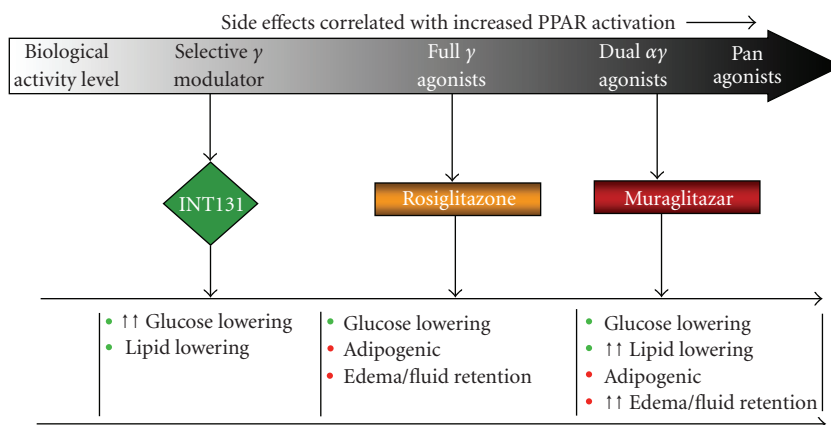 Side effects correlated with increased PPAR activation
Biological
activity level
Selective γ
modulator
Full γ
agonists
Dual αγ
agonists
Pan
agonists
INT131
Rosiglitazone
Muraglitazar
• ↑↑ Glucose lowering
• Lipid lowering
• Glucose lowering
• Adipogenic
• Edema/fluid retention
• Glucose lowering
• ↑↑ Lipid lowering
• Adipogenic
• ↑↑ Edema/fluid retention